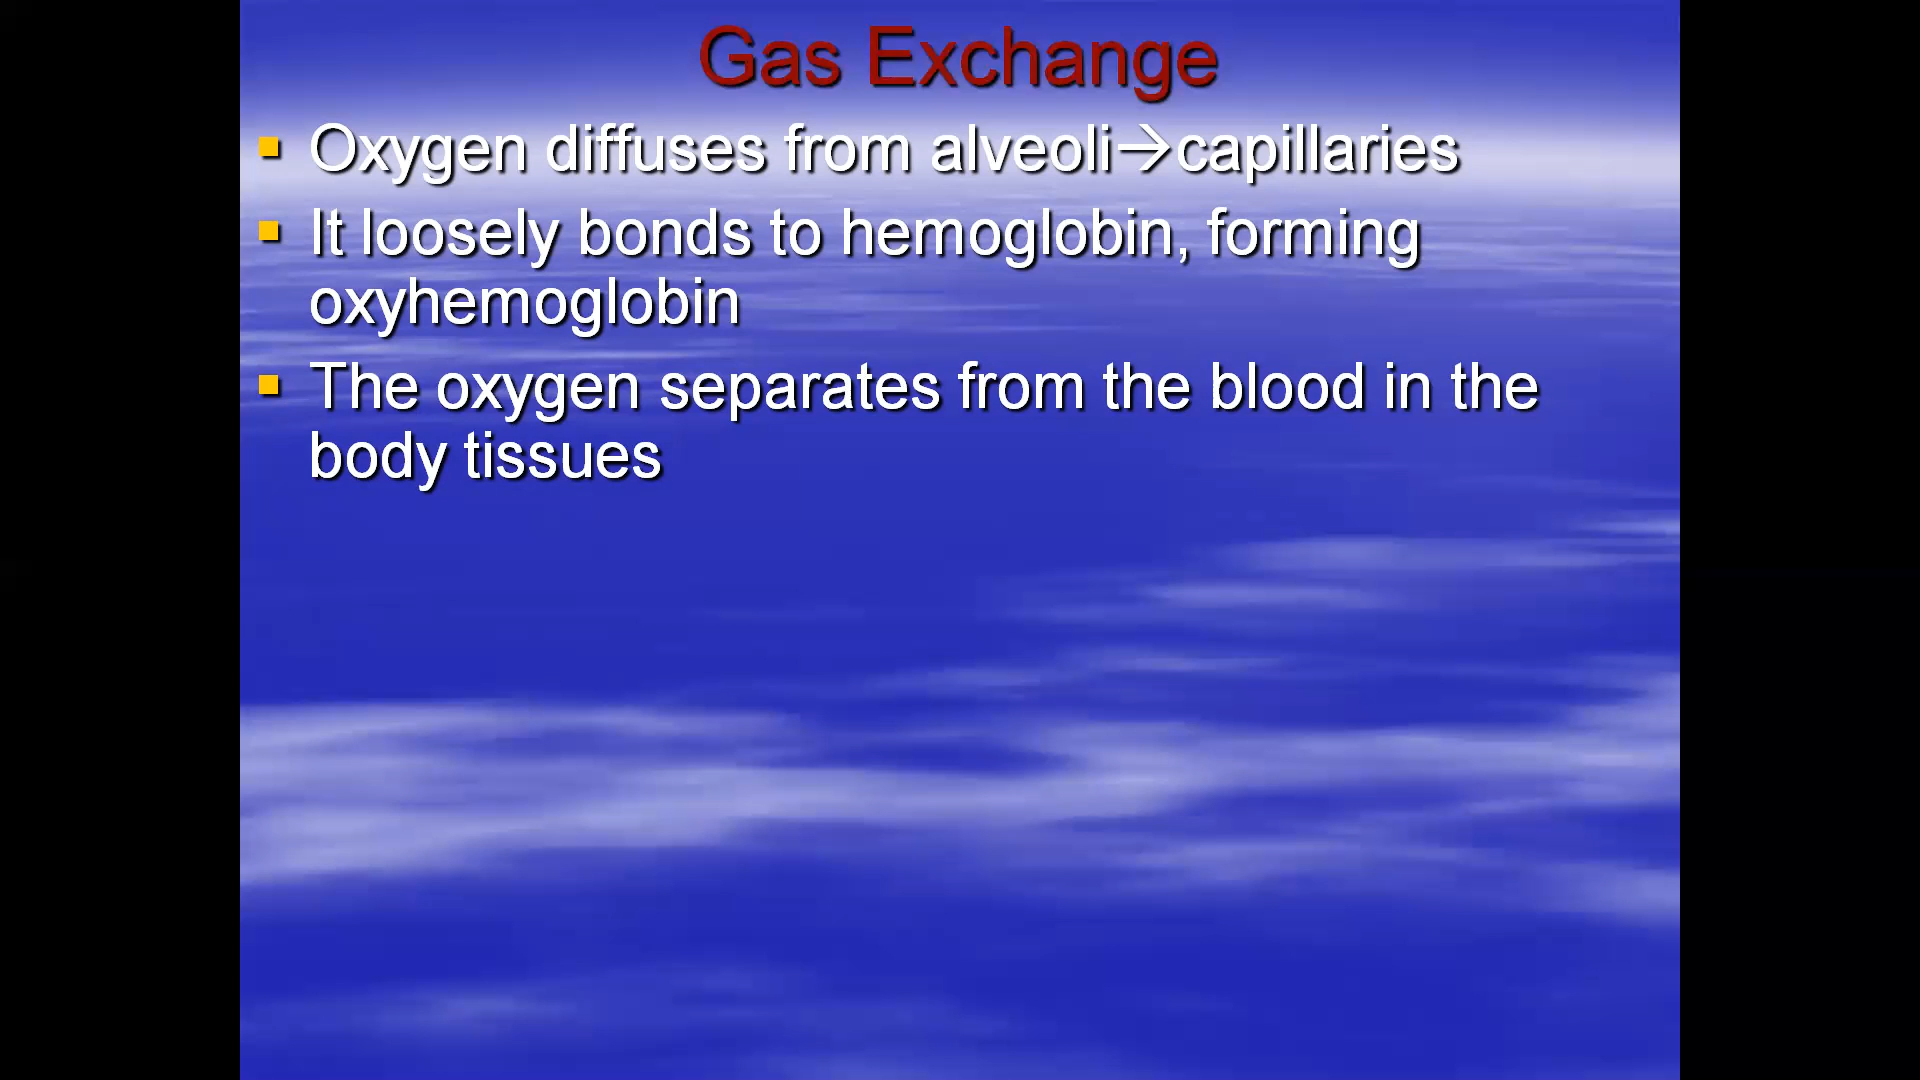 Gas Exchange
Oxygen diffuses from alveoli→capillaries
It loosely bonds to hemoglobin, forming
oxyhemoglobin
The oxygen separates from the blood in the
body tissues